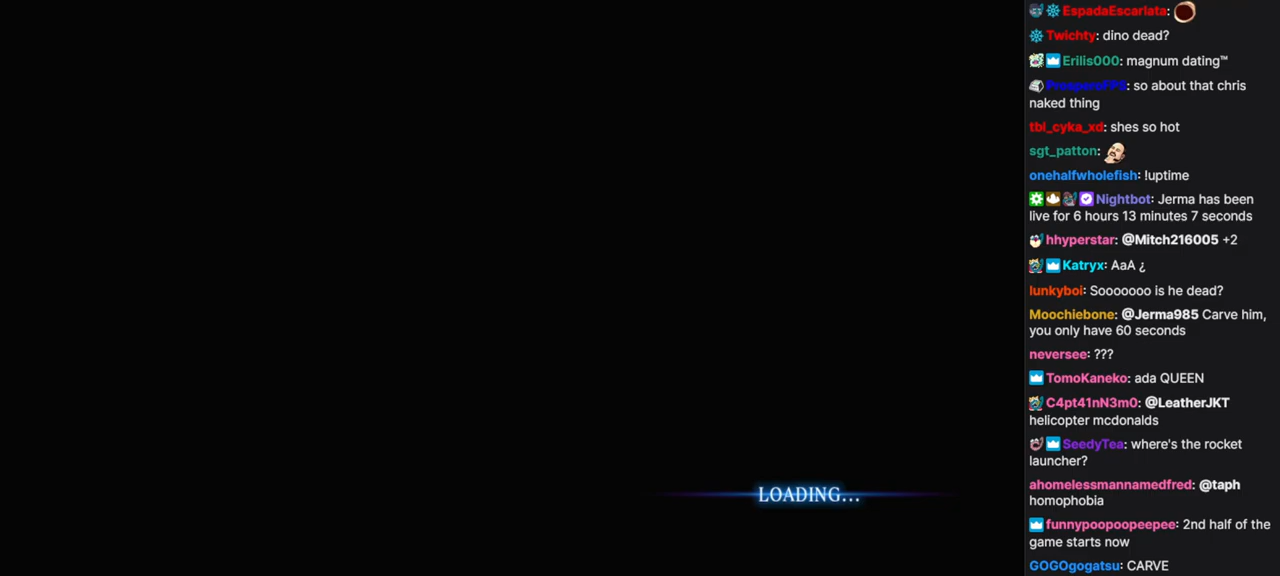 EspadaEscarlata:
Twichty: dino dead?
Erilis000: magnum dating™
ProspereFPS: so about that chris
naked thing
tbl_cyka_xd: shes so hot
sgt_patton:
onehalfwholefish: !uptime
Nightbot: Jerma has been
live for 6 hours 13 minutes 7 seconds
hhyperstar: @Mitch216005 +2
Katryx: AaA ¿
lunkyboi: Sooooooo is he dead?
Moochiebone: @Jerma985 Carve him,
you only have 60 seconds
neversee: ???
TomoKaneko: ada QUEEN
C4pt41nN3m0: @LeatherJKT
helicopter mcdonalds
SeedyTea: where's the rocket
launcher?
ahomelessmannamedfred: @taph
homophobia
funnypoopoopeepee: 2nd half of the
game starts now
GOGOgogatsu: CARVE
LOADING...